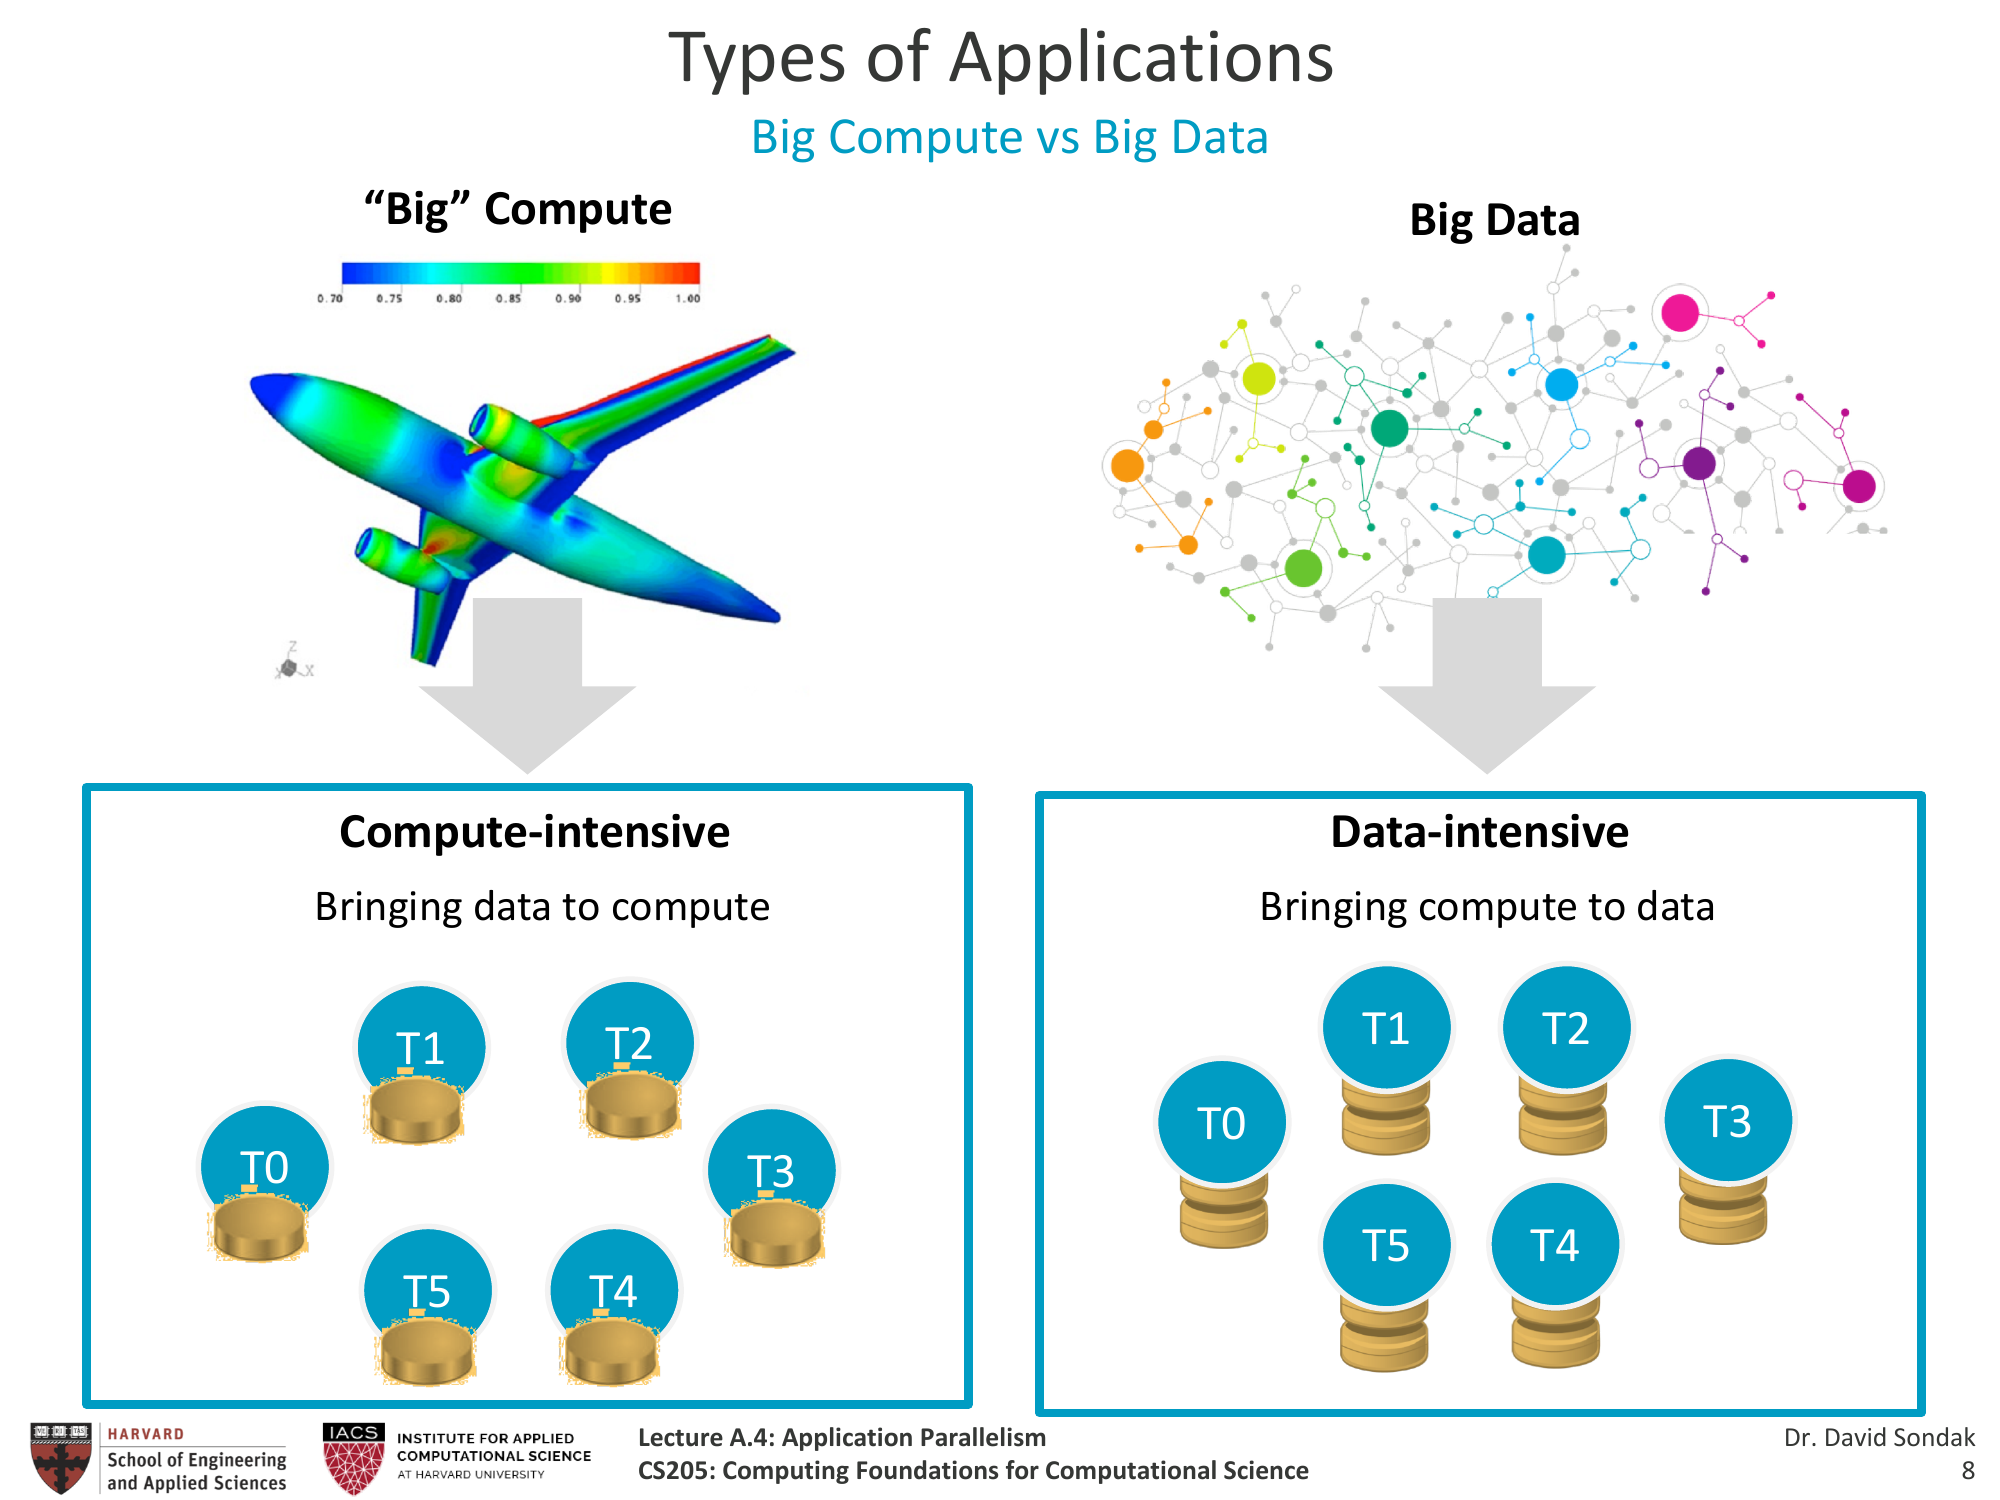 Types of Applications
Big Compute vs Big Data
“Big” Compute
0.70 0.75 0.80 0.85 0.90 0.95 1.00
Z
X
Big Data
Compute-intensive
Bringing data to compute
T1
T2
T0
T3
T5
T4
Data-intensive
Bringing compute to data
T1
T2
T0
T3
T5
T4
HARVARD
School of Engineering
and Applied Sciences
IACS
INSTITUTE FOR APPLIED
COMPUTATIONAL SCIENCE
AT HARVARD UNIVERSITY
Lecture A.4: Application Parallelism
CS205: Computing Foundations for Computational Science
Dr. David Sondak
8